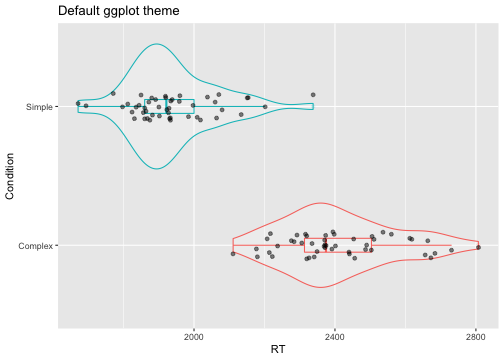 Default ggplot theme
Simple
Complex
Condition
2000
2400
2800
RT